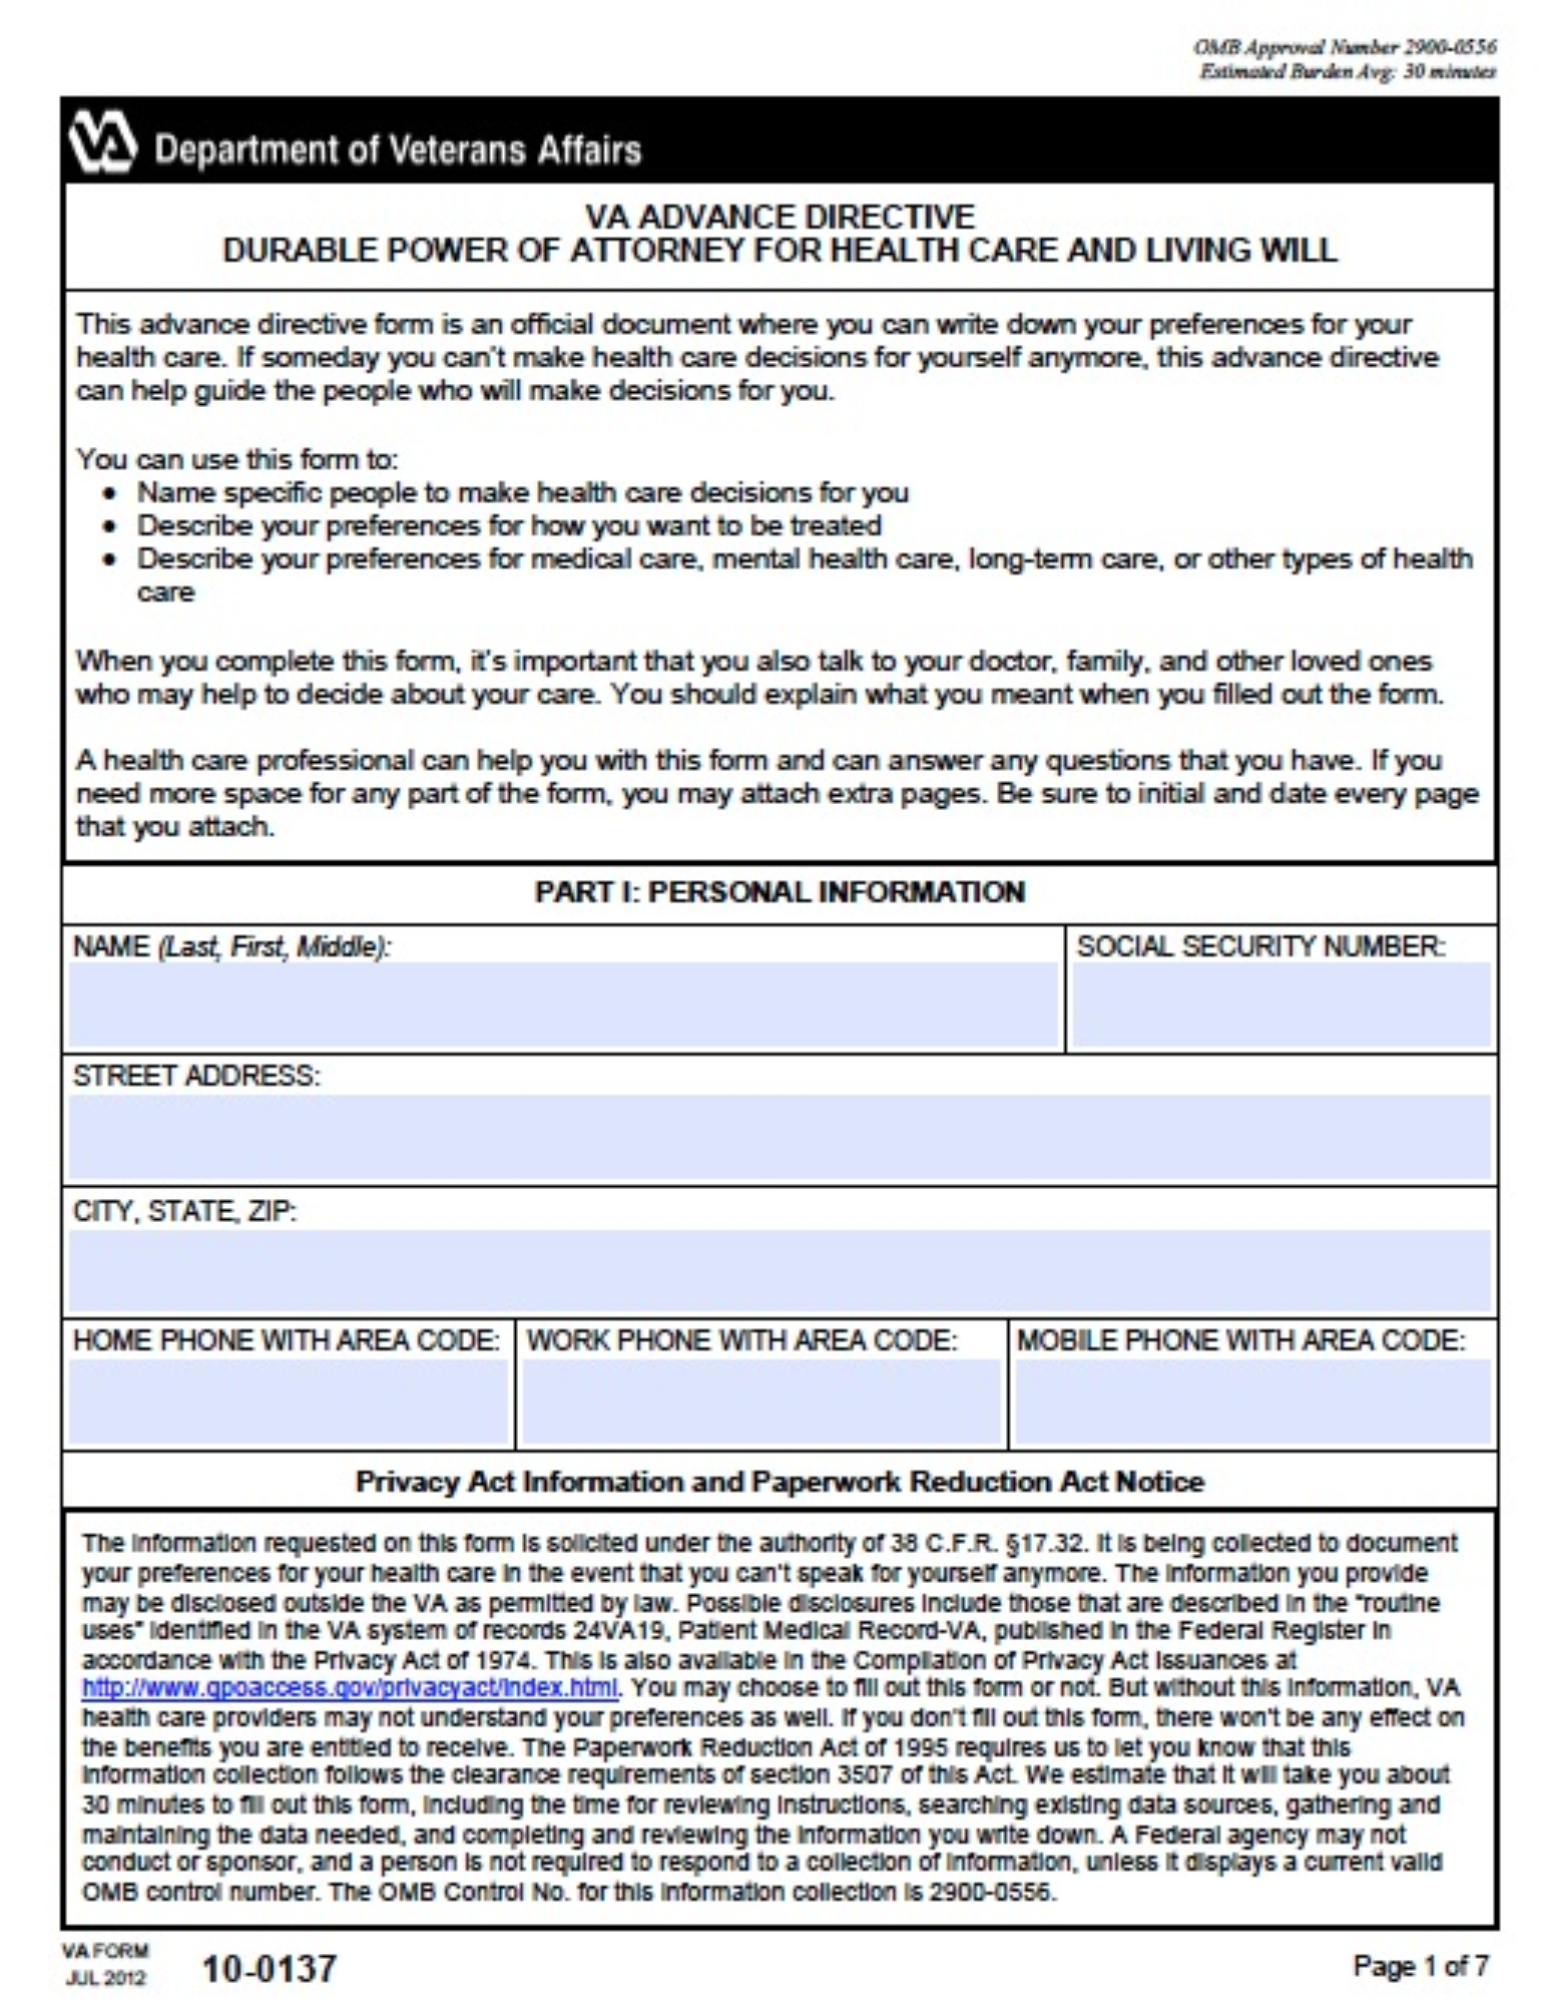 OMB Approval Number 2900-0556
Estimated Burden Avg: 30 minutes
VA Department of Veterans Affairs
VA ADVANCE DIRECTIVE
DURABLE POWER OF ATTORNEY FOR HEALTH CARE AND LIVING WILL
This advance directive form is an official document where you can write down your preferences for your
health care. If someday you can't make health care decisions for yourself anymore, this advance directive
can help guide the people who will make decisions for you.
You can use this form to:
• Name specific people to make health care decisions for you
• Describe your preferences for how you want to be treated
• Describe your preferences for medical care, mental health care, long-term care, or other types of health
care
When you complete this form, it's important that you also talk to your doctor, family, and other loved ones
who may help to decide about your care. You should explain what you meant when you filled out the form.
A health care professional can help you with this form and can answer any questions that you have. If you
need more space for any part of the form, you may attach extra pages. Be sure to initial and date every page
that you attach.
PART I: PERSONAL INFORMATION
NAME (Last, First, Middle): SOCIAL SECURITY NUMBER:
STREET ADDRESS:
CITY, STATE, ZIP:
HOME PHONE WITH AREA CODE: WORK PHONE WITH AREA CODE: MOBILE PHONE WITH AREA CODE:
Privacy Act Information and Paperwork Reduction Act Notice
The information requested on this form is solicited under the authority of 38 C.F.R. §17.32. It is being collected to document
your preferences for your health care in the event that you can't speak for yourself anymore. The information you provide
may be disclosed outside the VA as permitted by law. Possible disclosures include those that are described in the "routine
uses" identified in the VA system of records 24VA19, Patient Medical Record-VA, published in the Federal Register in
accordance with the Privacy Act of 1974. This is also available in the Compilation of Privacy Act Issuances at
http://www.gpoaccess.gov/privacyact/index.html. You may choose to fill out this form or not. But without this information, VA
health care providers may not understand your preferences as well. If you don't fill out this form, there won't be any effect on
the benefits you are entitled to receive. The Paperwork Reduction Act of 1995 requires us to let you know that this
information collection follows the clearance requirements of section 3507 of this Act. We estimate that it will take you about
30 minutes to fill out this form, including the time for reviewing instructions, searching existing data sources, gathering and
maintaining the data needed, and completing and reviewing the information you write down. A Federal agency may not
conduct or sponsor, and a person is not required to respond to a collection of information, unless it displays a current valid
OMB control number. The OMB Control No. for this information collection is 2900-0556.
VA FORM
JUL 2012 10-0137 Page 1 of 7